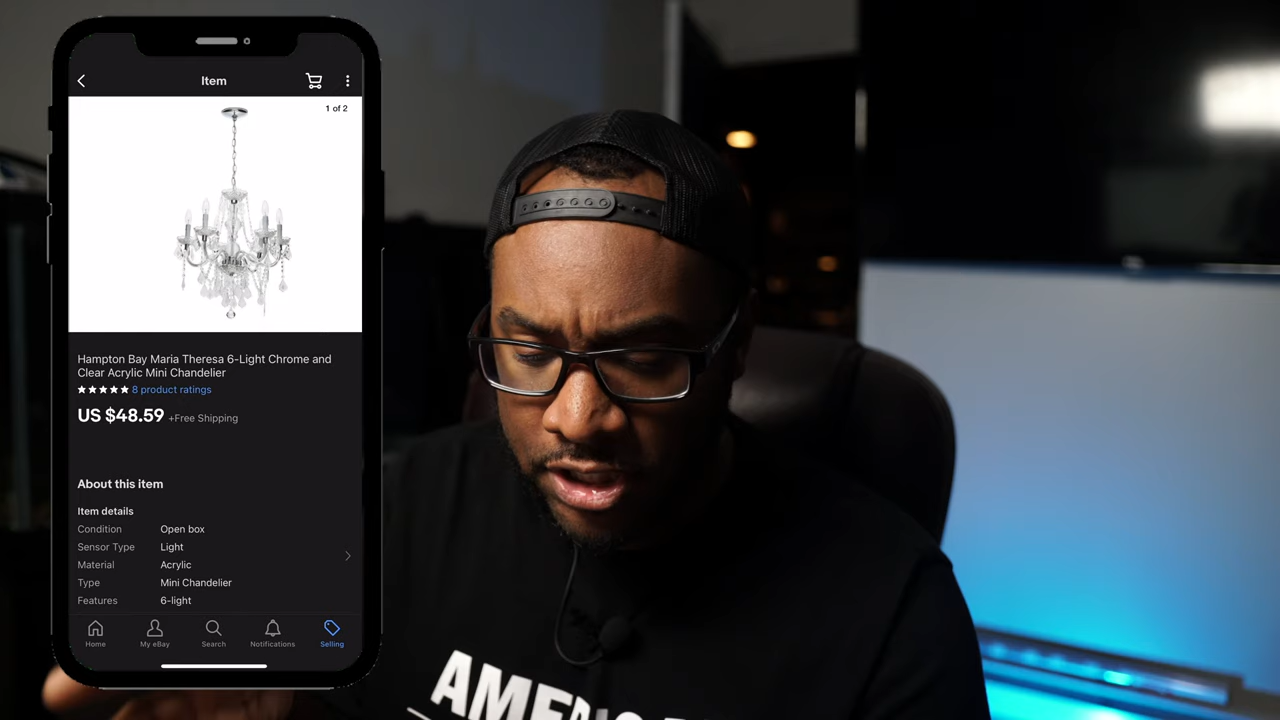 Item
1 of 2
Hampton Bay Maria Theresa 6-Light Chrome and
Clear Acrylic Mini Chandelier
8 product ratings
US $48.59 +Free Shipping
About this item
Item details
Condition Open box
Sensor Type Light
Material Acrylic
Type Mini Chandelier
Features 6-light
Home My eBay Search Notifications Selling